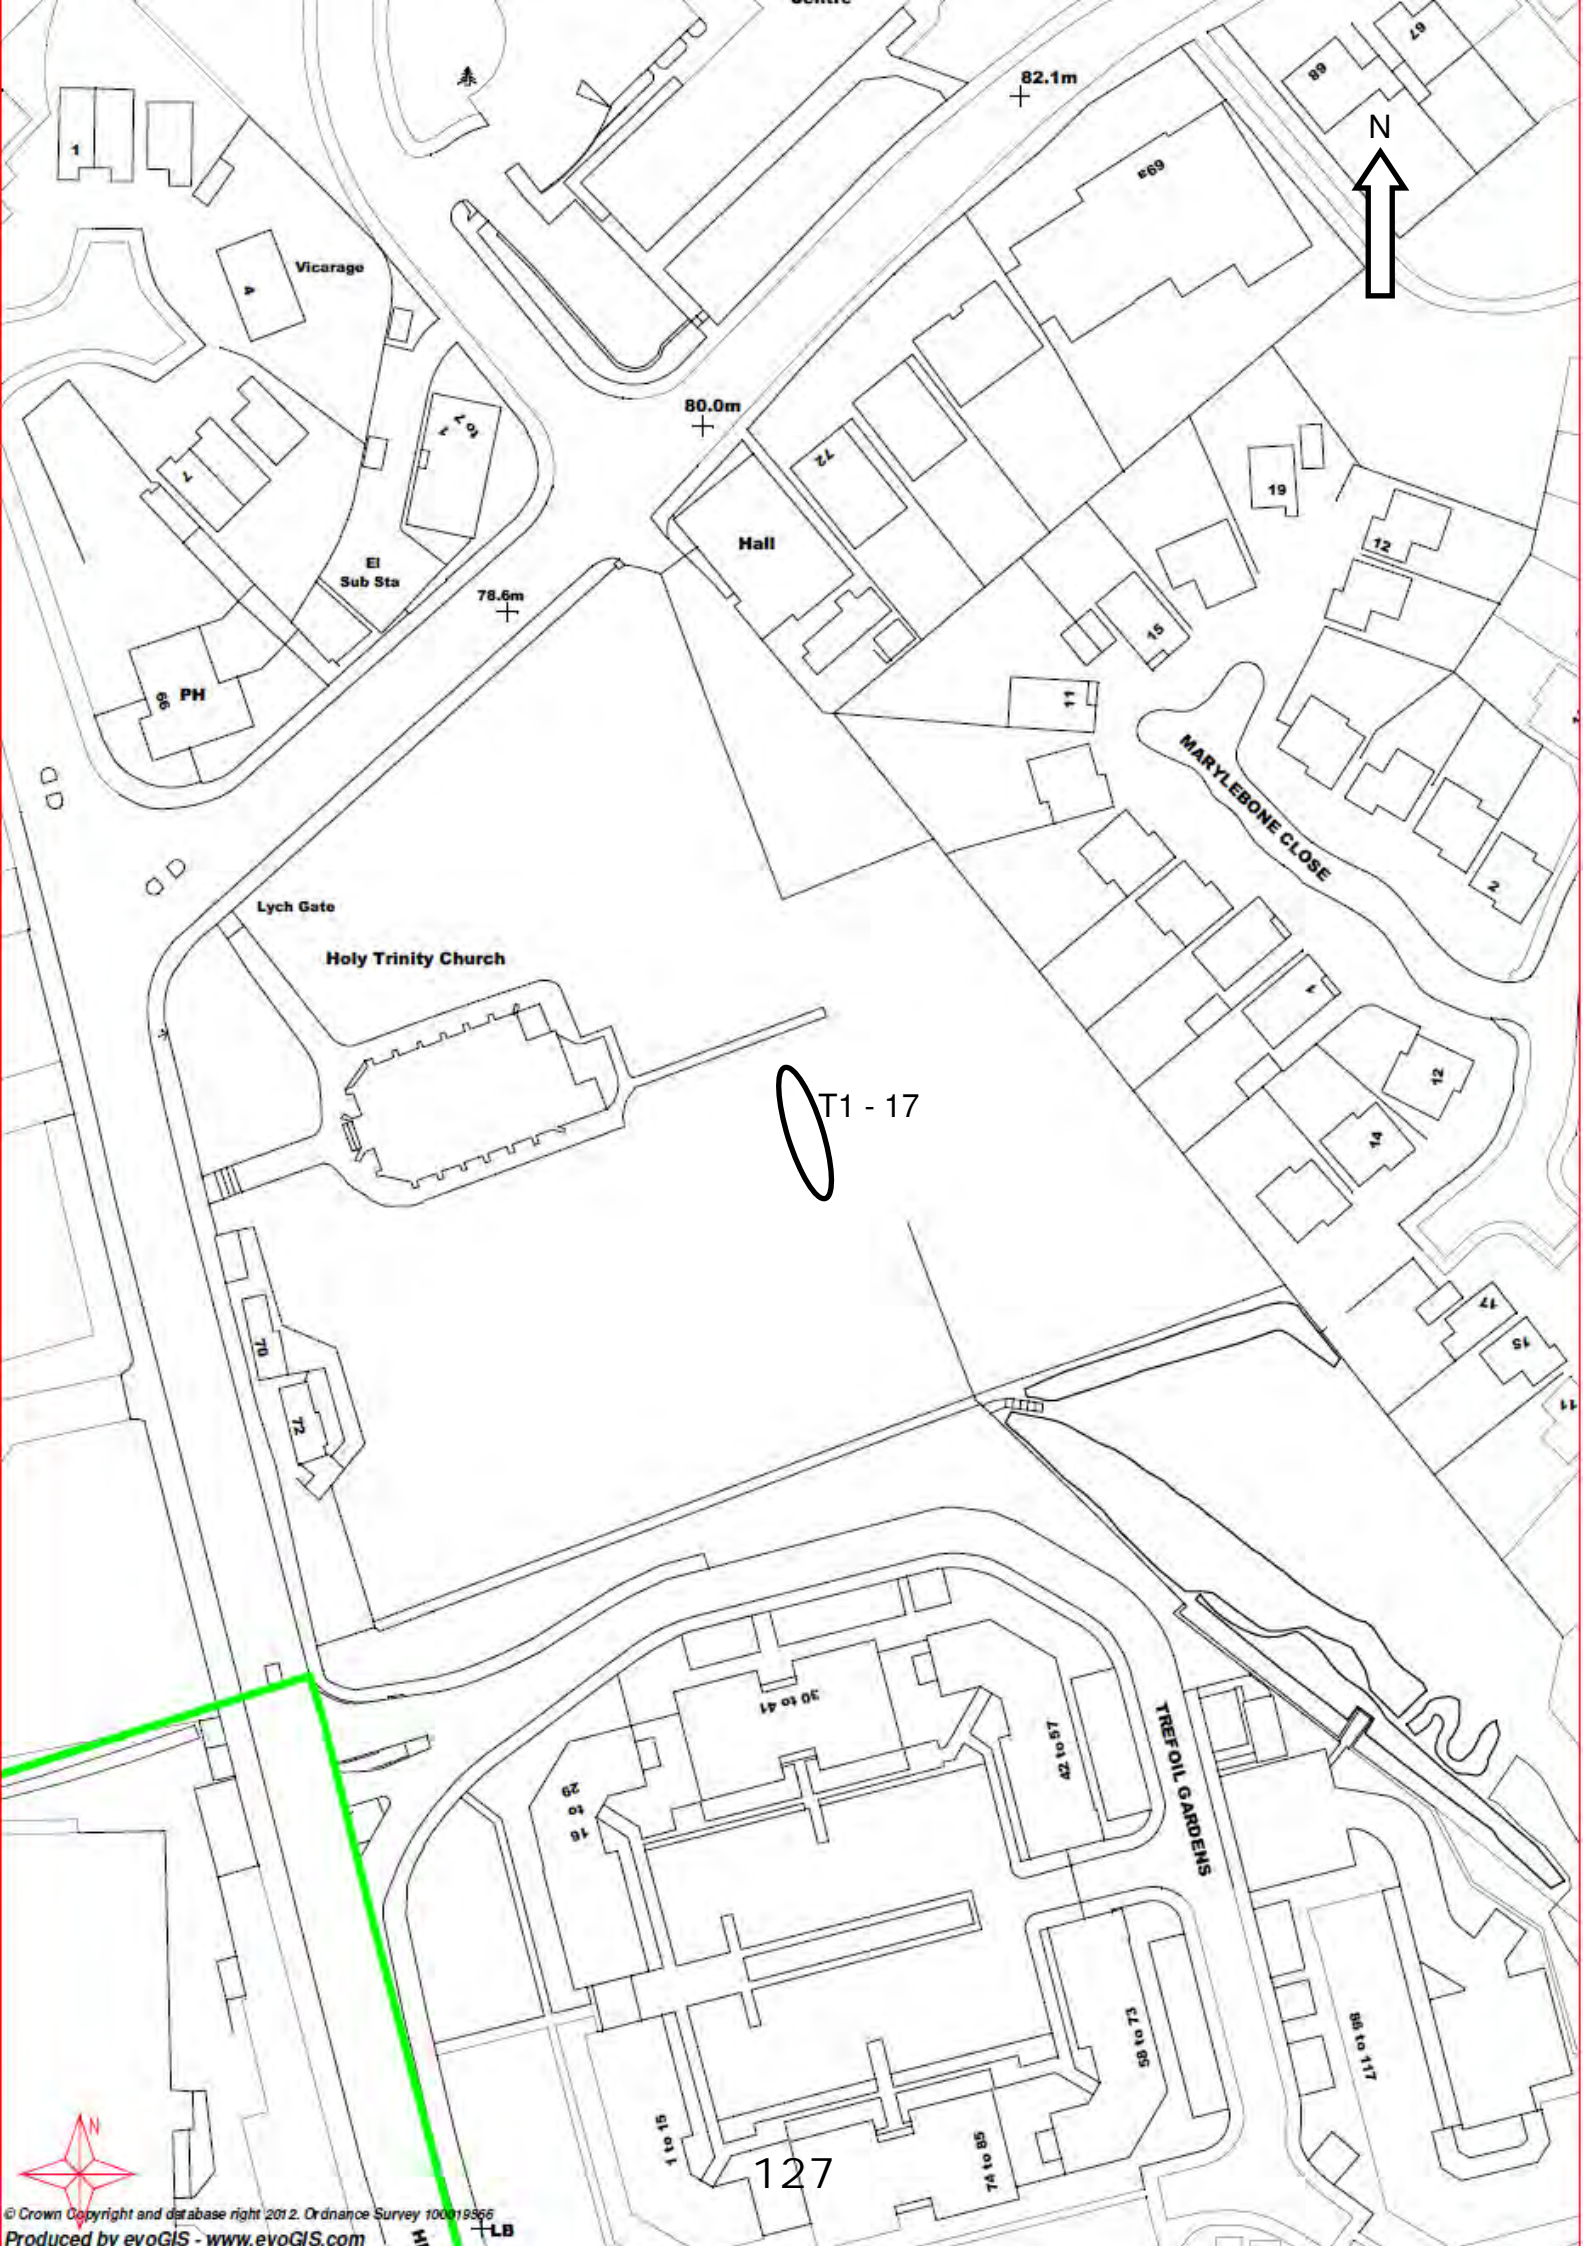 82.1m
67
68
N
1
69a
Vicarage
4
80.0m
1
to 7
72
7
19
Hall
12
El
Sub Sta
78.6m
15
PH
66
11
MARYLEBONE CLOSE
2
Lych Gate
Holy Trinity Church
1
12
T1 - 17
14
17
15
70
11
72
30 to 41
42 to 57
TREFOIL GARDENS
16
to
29
58 to 73
86 to 117
1 to 15
74 to 85
127
N
© Crown Copyright and database right 2012. Ordnance Survey 100019566
LB
Produced by evoGIS - www.evoGIS.com